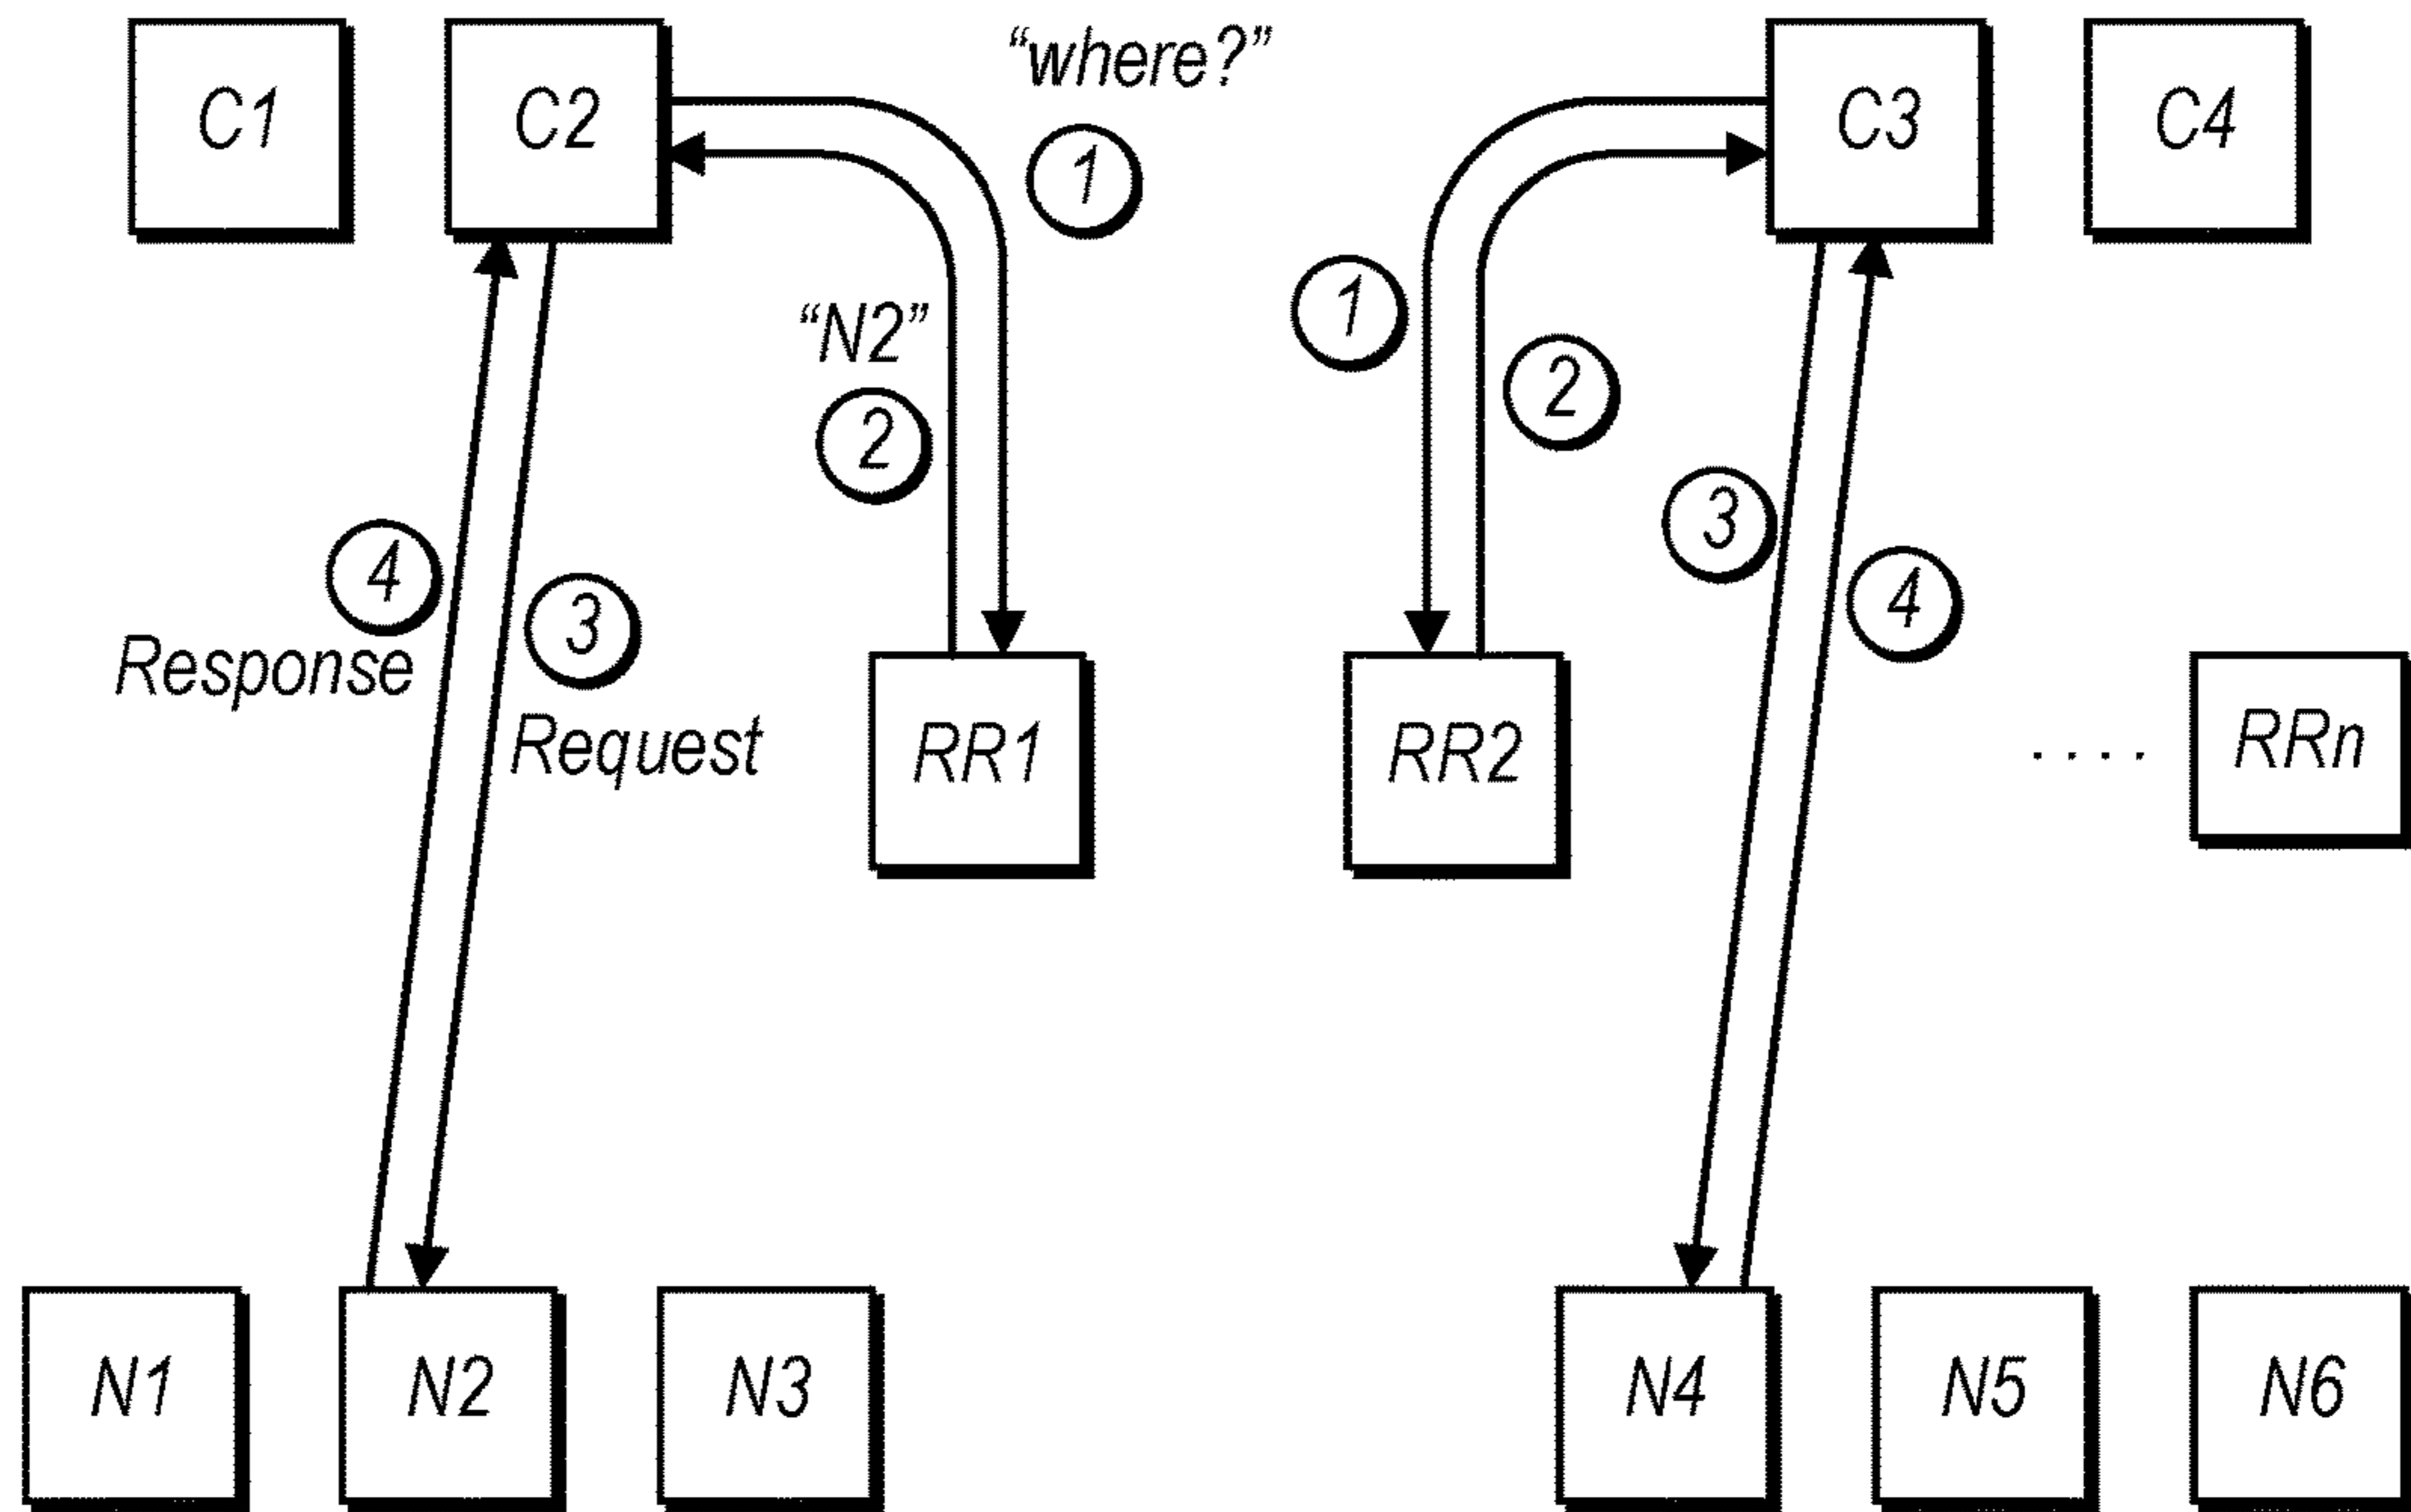 C1
C2
“where?”
1
C3
C4
“N2”
2
1
2
3
4
4
Response
3
Request
RR1
RR2
. . . .
RRn
N1
N2
N3
N4
N5
N6